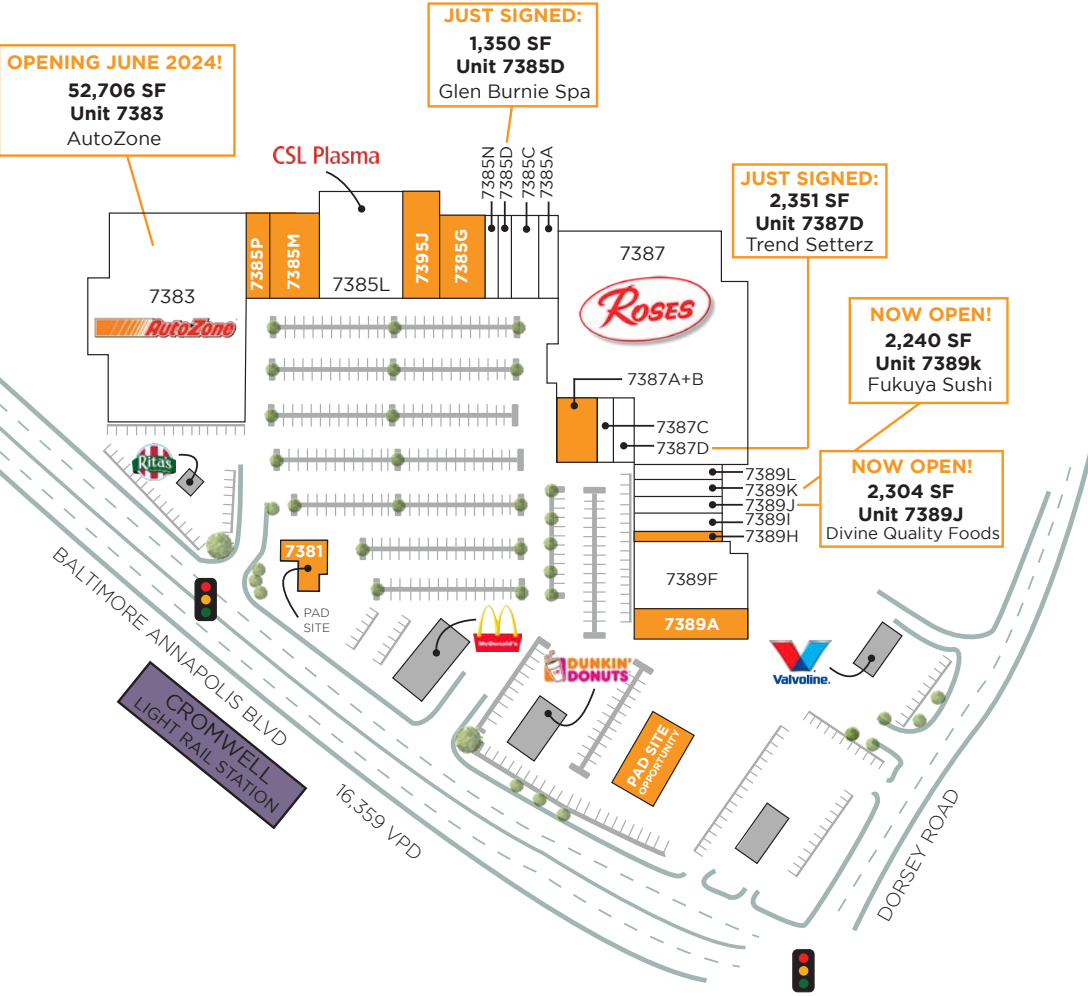 JUST SIGNED:
1,350 SF
Unit 7385D
Glen Burnie Spa
OPENING JUNE 2024!
52,706 SF
Unit 7383
AutoZone
CSL Plasma
7385N
7385D
7385C
7385A
JUST SIGNED:
2,351 SF
Unit 7387D
Trend Setterz
7385P
7385M
7385L
7395J
7385G
7387
ROSES
7383
AutoZone
NOW OPEN!
2,240 SF
Unit 7389k
Fukuya Sushi
7387A+B
7387C
7387D
Rita's
7389L
7389K
7389J
7389I
7389H
NOW OPEN!
2,304 SF
Unit 7389J
Divine Quality Foods
7381
PAD
SITE
7389F
7389A
McDonald's
DUNKIN'
DONUTS
Valvoline.
BALTIMORE ANNAPOLIS BLVD
CROMWELL
LIGHT RAIL STATION
PAD SITE
OPPORTUNITY
16,359 VPD
DORSEY ROAD